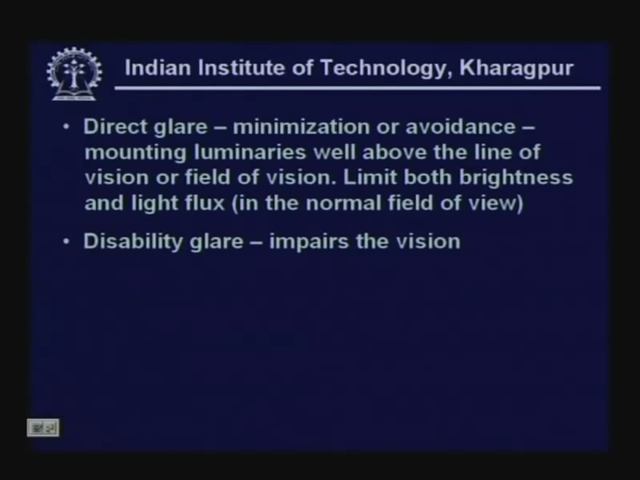 Indian Institute of Technology, Kharagpur
• Direct glare – minimization or avoidance –
mounting luminaries well above the line of
vision or field of vision. Limit both brightness
and light flux (in the normal field of view)
• Disability glare – impairs the vision